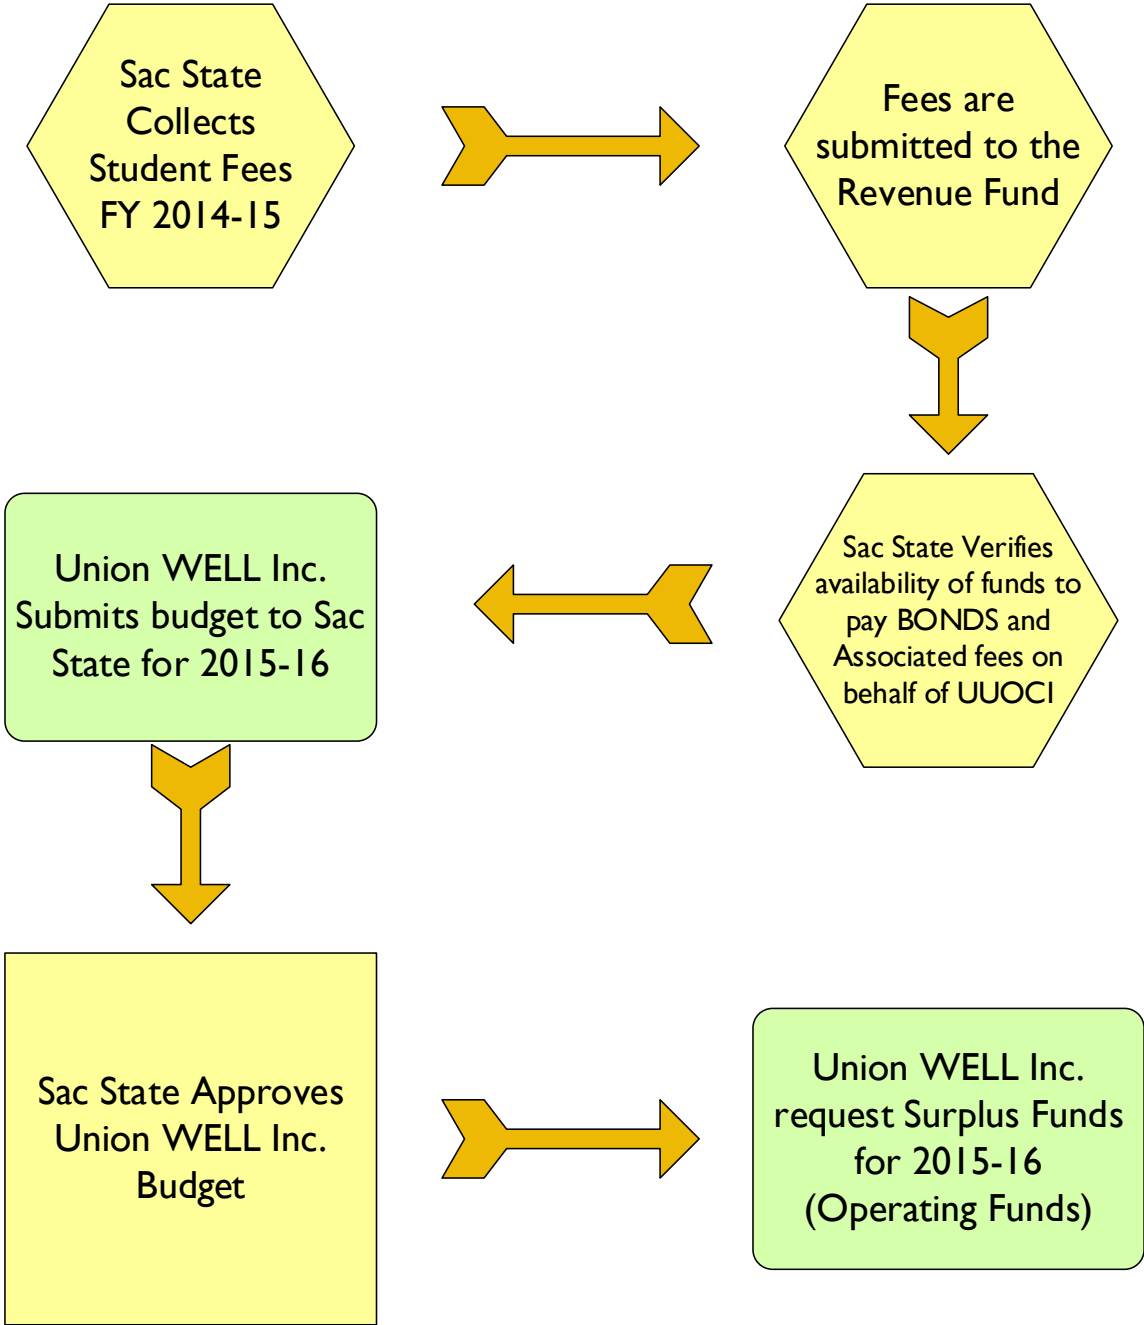 Sac State
Collects
Student Fees
FY 2014-15
Fees are
submitted to the
Revenue Fund
Sac State Verifies
availability of funds to
pay BONDS and
Associated fees on
behalf of UUOCI
Union WELL Inc.
Submits budget to Sac
State for 2015-16
Sac State Approves
Union WELL Inc.
Budget
Union WELL Inc.
request Surplus Funds
for 2015-16
(Operating Funds)